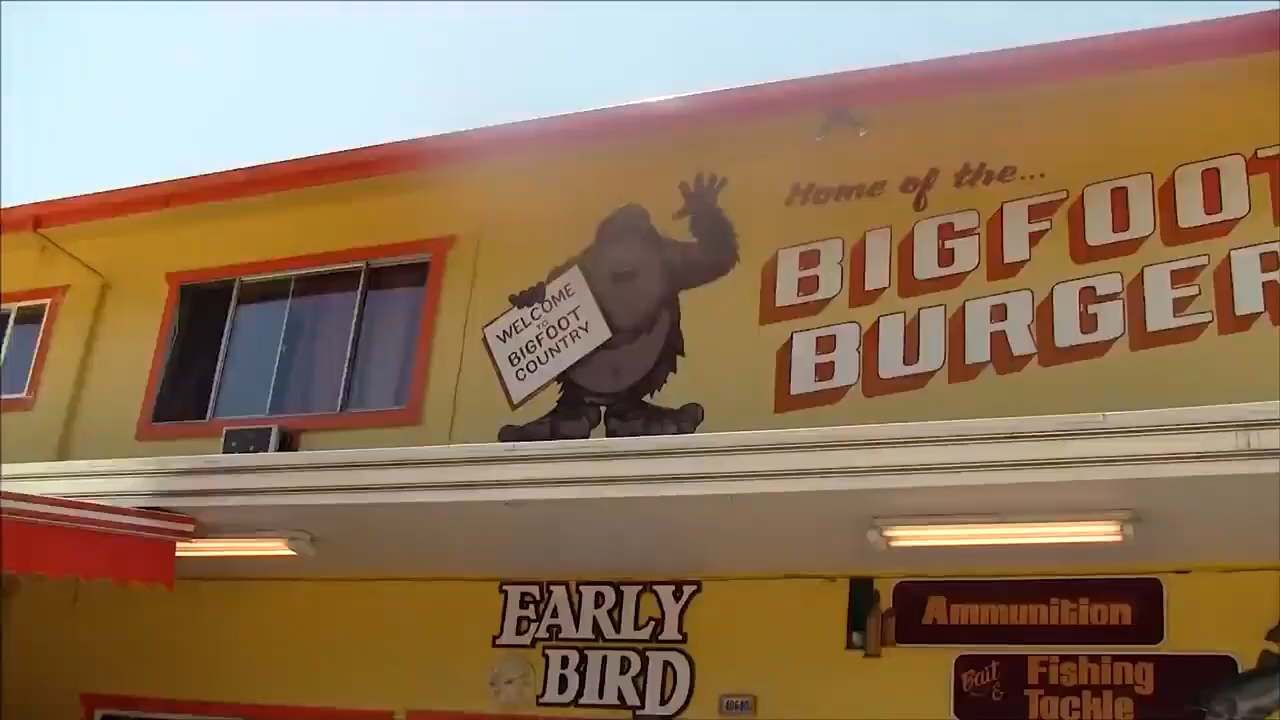 Home of the...
BIGFOOT
BURGER
WELCOME
TO
BIGFOOT
COUNTRY
EARLY
BIRD
Ammunition
Bait
&
Fishing
Tackle